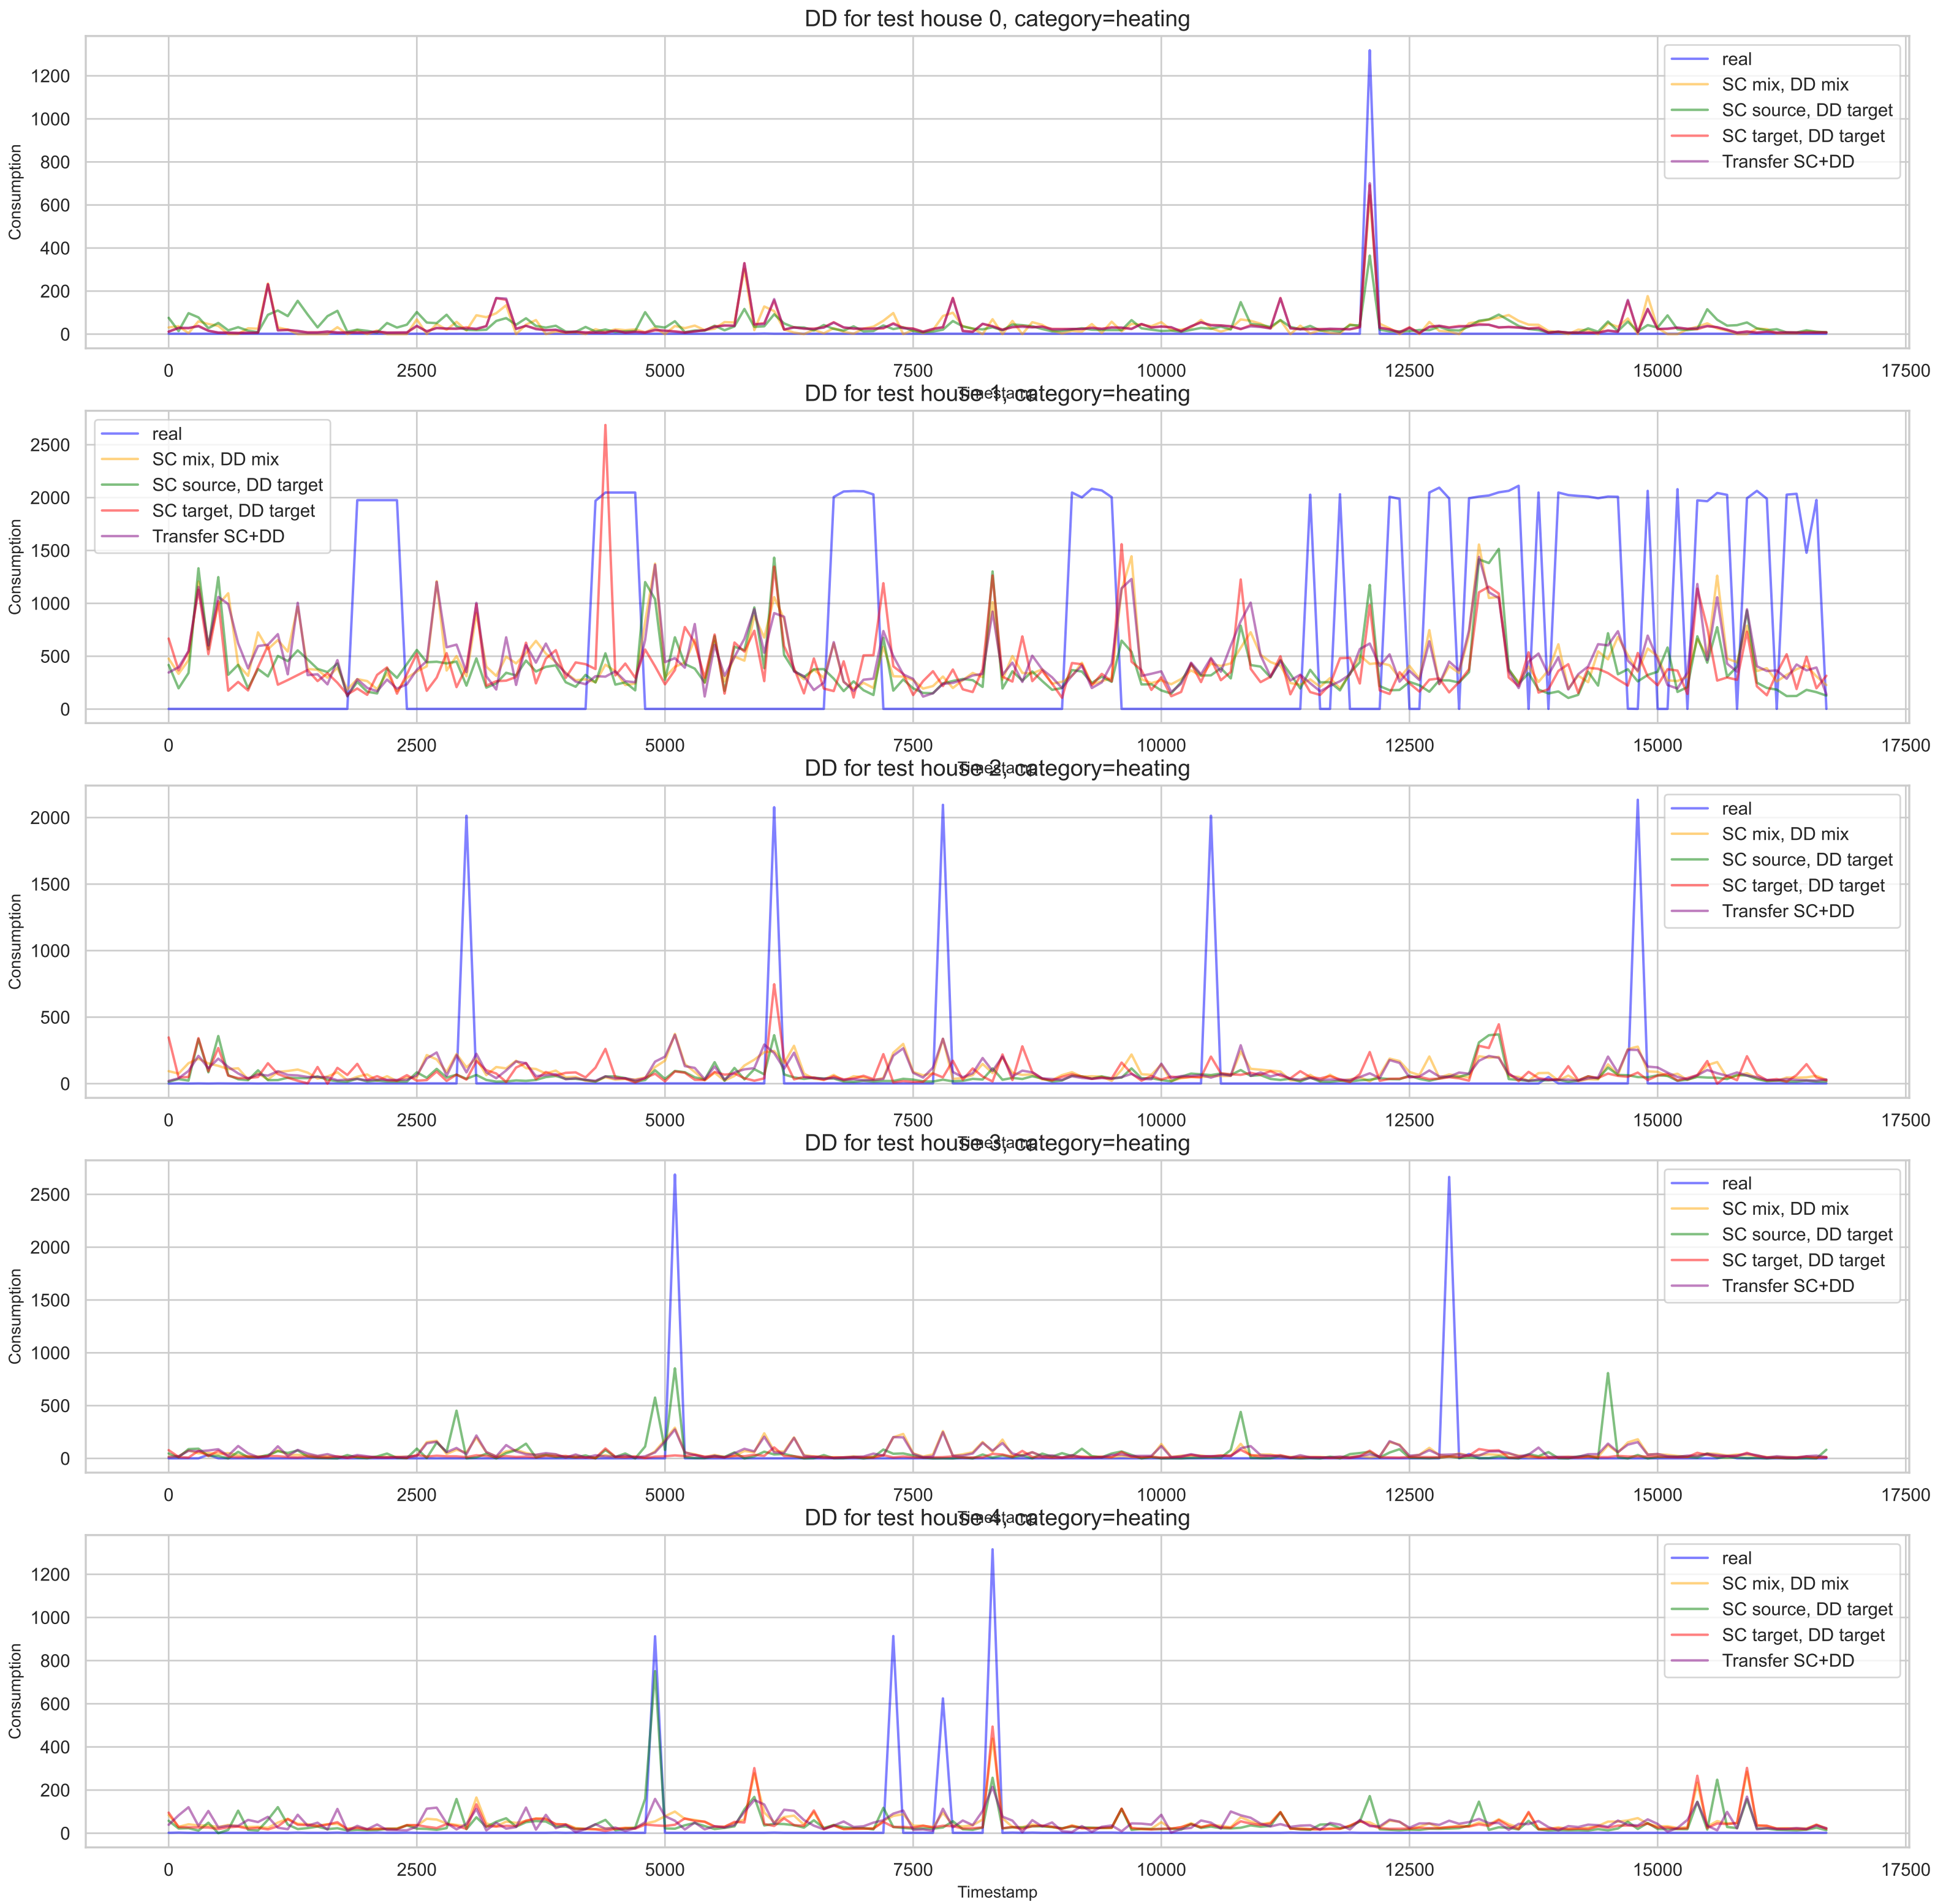 DD for test house 0, category=heating
Consumption
1200
1000
800
600
400
200
0
real
SC mix, DD mix
SC source, DD target
SC target, DD target
Transfer SC+DD
0 2500 5000 7500 10000 12500 15000 17500
Timestamp
DD for test house 1, category=heating
Consumption
2500
2000
1500
1000
500
0
real
SC mix, DD mix
SC source, DD target
SC target, DD target
Transfer SC+DD
0 2500 5000 7500 10000 12500 15000 17500
Timestamp
DD for test house 2, category=heating
Consumption
2000
1500
1000
500
0
real
SC mix, DD mix
SC source, DD target
SC target, DD target
Transfer SC+DD
0 2500 5000 7500 10000 12500 15000 17500
Timestamp
DD for test house 3, category=heating
Consumption
2500
2000
1500
1000
500
0
real
SC mix, DD mix
SC source, DD target
SC target, DD target
Transfer SC+DD
0 2500 5000 7500 10000 12500 15000 17500
Timestamp
DD for test house 4, category=heating
Consumption
1200
1000
800
600
400
200
0
real
SC mix, DD mix
SC source, DD target
SC target, DD target
Transfer SC+DD
0 2500 5000 7500 10000 12500 15000 17500
Timestamp